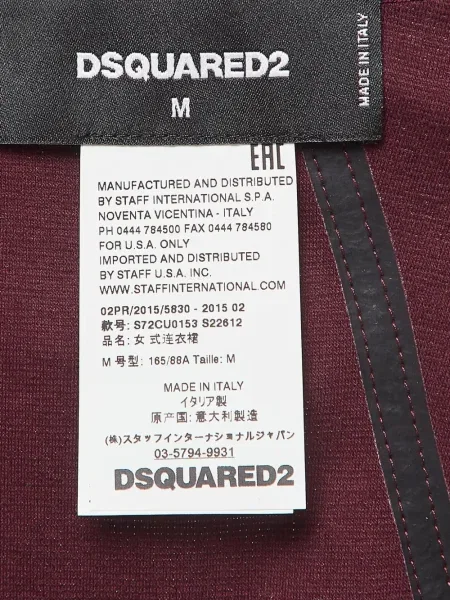 DSQUARED2
M
MADE IN ITALY
EAC
MANUFACTURED AND DISTRIBUTED
BY STAFF INTERNATIONAL S.P.A.
NOVENTA VICENTINA - ITALY
PH 0444 784500 FAX 0444 784580
FOR U.S.A. ONLY
IMPORTED AND DISTRIBUTED
BY STAFF U.S.A. INC.
WWW.STAFFINTERNATIONAL.COM
02PR/2015/5830 - 2015 02
款号: S72CU0153 S22612
品名: 女式连衣裙
M 号型: 165/88A Taille: M
MADE IN ITALY
イタリア製
原产国: 意大利製造
(株)スタッフインターナショナルジャパン
03-5794-9931
DSQUARED2